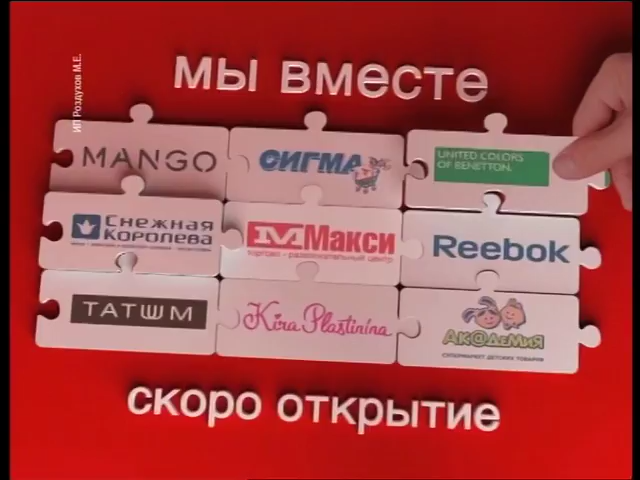 мы вместе
ИП Роздухов М.Е.
MANGO
СИГМА
UNITED COLORS
OF BENETTON.
Снежная
Королева
Макси
торгово - развлекательный центр
Reebok
ТАТШМ
Kira Plastinina
АК@ДеМиЯ
СУПЕРМАРКЕТ ДЕТСКИХ ТОВАРОВ
скоро открытие